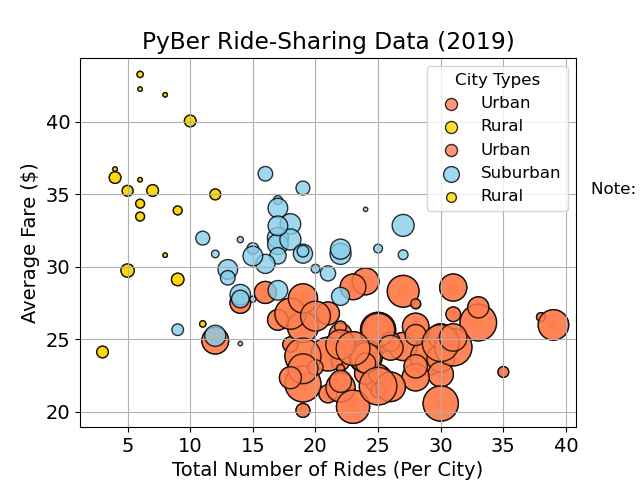 PyBer Ride-Sharing Data (2019)
City Types
Urban
Rural
Urban
Suburban
Rural
Note:
Average Fare ($)
40
35
30
25
20
5 10 15 20 25 30 35 40
Total Number of Rides (Per City)